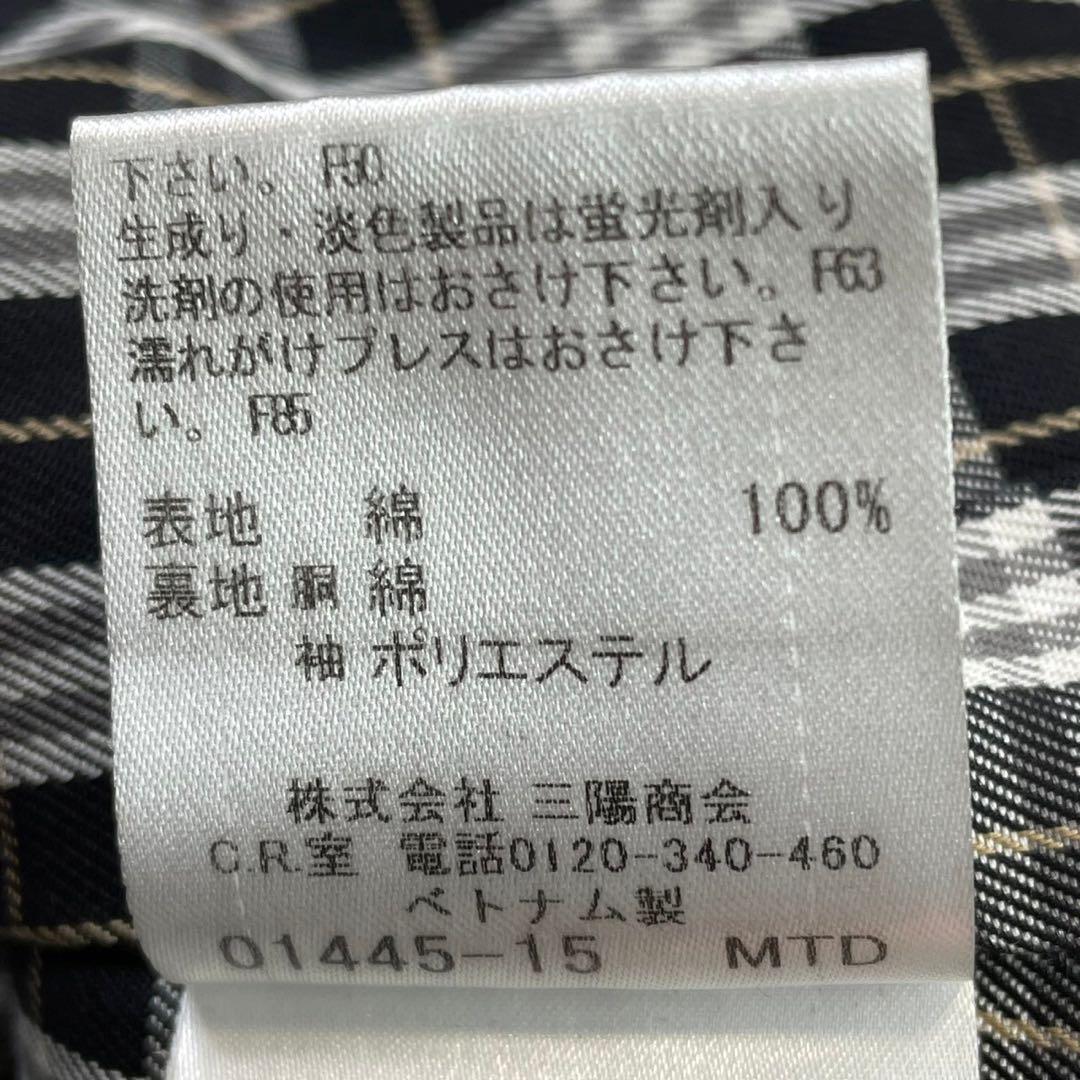 下さい。 F50
生成り・淡色製品は蛍光剤入り
洗剤の使用はおさけ下さい。F63
濡れがけプレスはおさけ下さ
い。 F85
表地 綿 100%
裏地 胴 綿
袖 ポリエステル
株式会社 三陽商会
C.R.室 電話0120-340-460
ベトナム製
01445-15 MTD